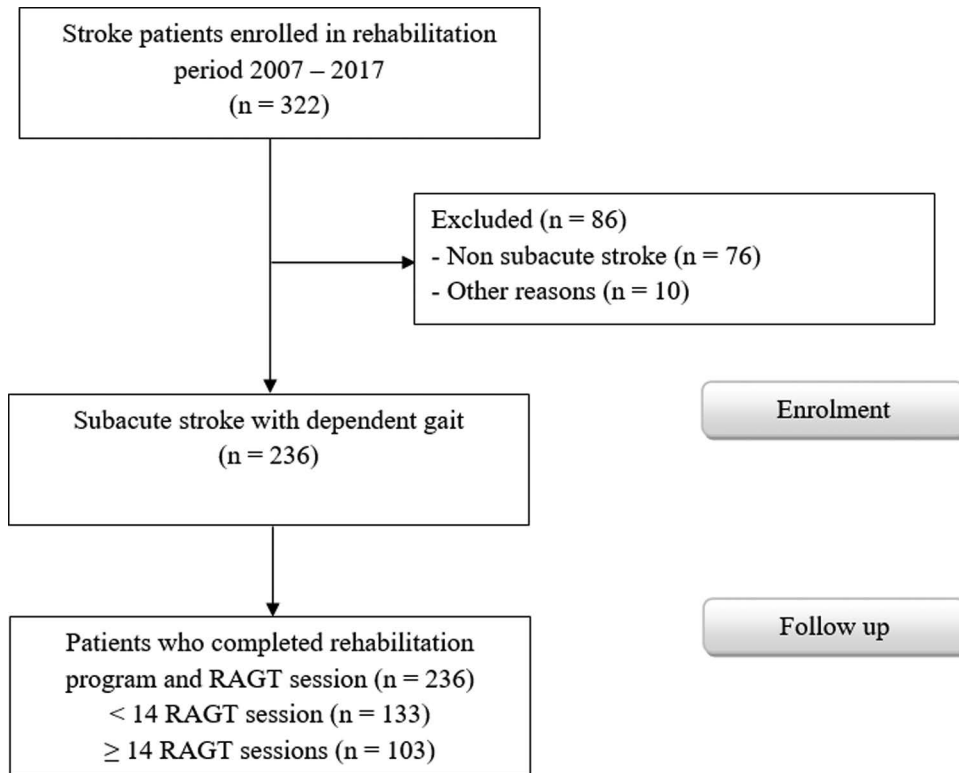 Stroke patients enrolled in rehabilitation
period 2007 – 2017
(n = 322)
Excluded (n = 86)
- Non subacute stroke (n = 76)
- Other reasons (n = 10)
Subacute stroke with dependent gait
(n = 236)
Enrolment
Patients who completed rehabilitation
program and RAGT session (n = 236)
< 14 RAGT session (n = 133)
≥ 14 RAGT sessions (n = 103)
Follow up